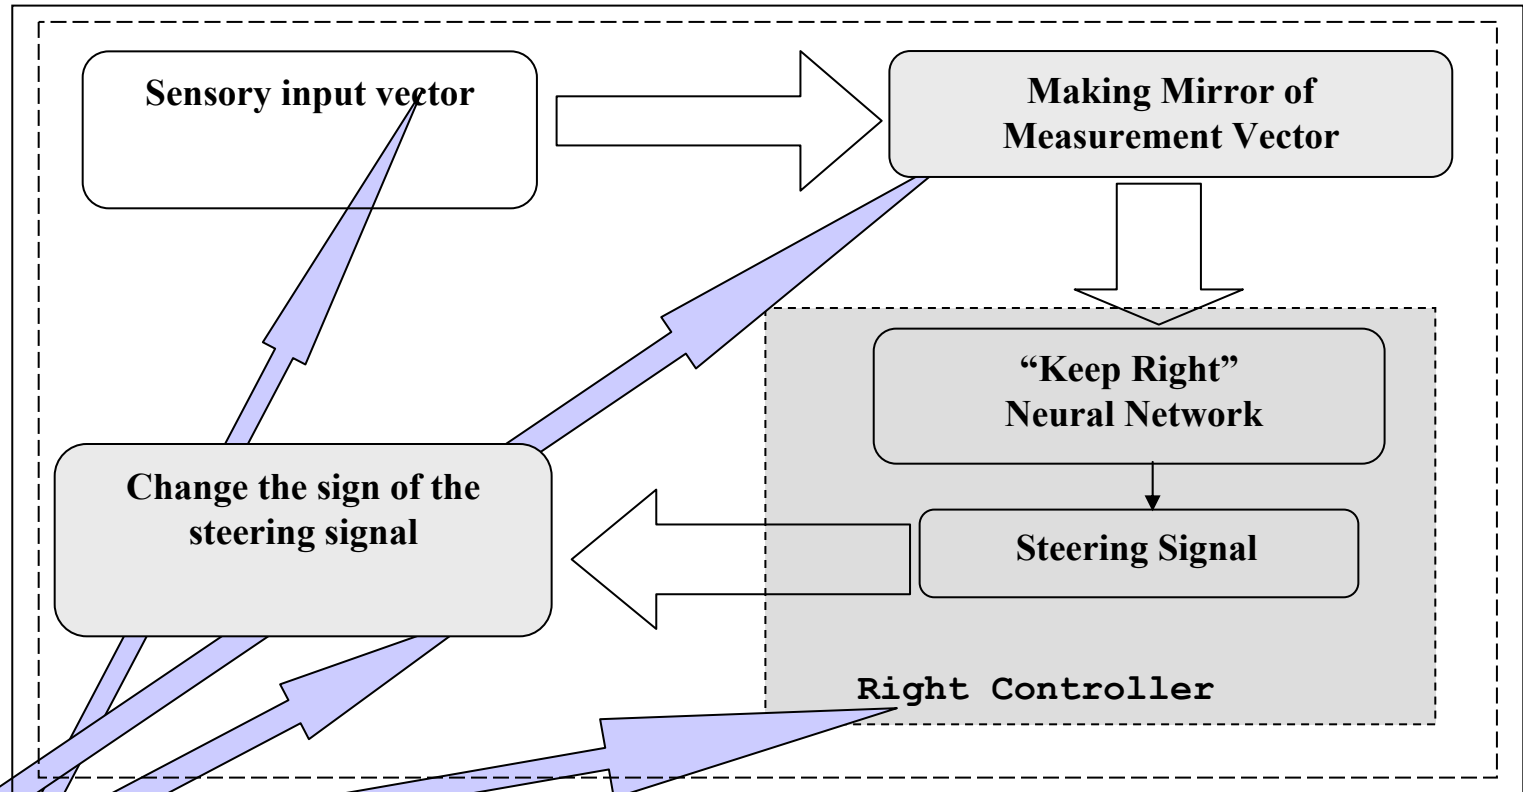 Sensory input vector
Making Mirror of
Measurement Vector
“Keep Right”
Neural Network
Change the sign of the
steering signal
Steering Signal
Right Controller